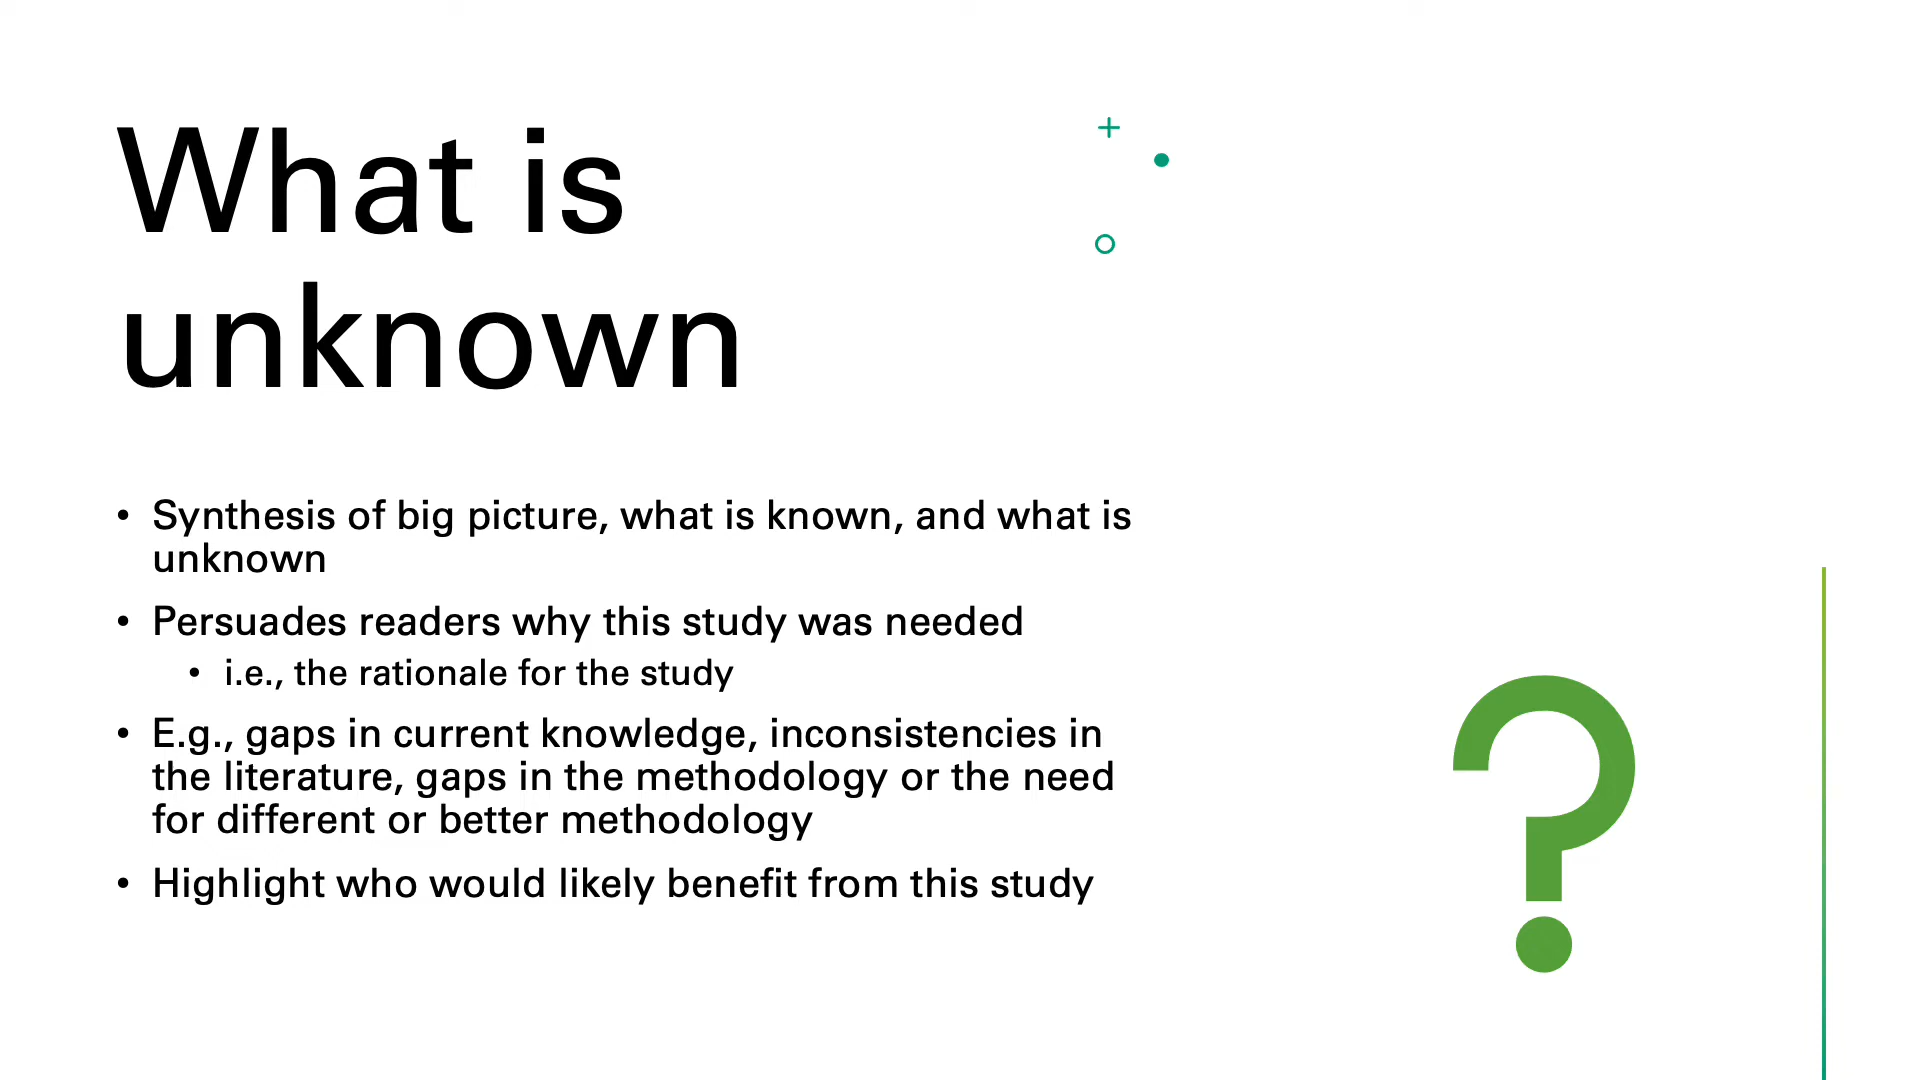 What is
unknown
• Synthesis of big picture, what is known, and what is
unknown
• Persuades readers why this study was needed
• i.e., the rationale for the study
• E.g., gaps in current knowledge, inconsistencies in
the literature, gaps in the methodology or the need
for different or better methodology
• Highlight who would likely benefit from this study
?